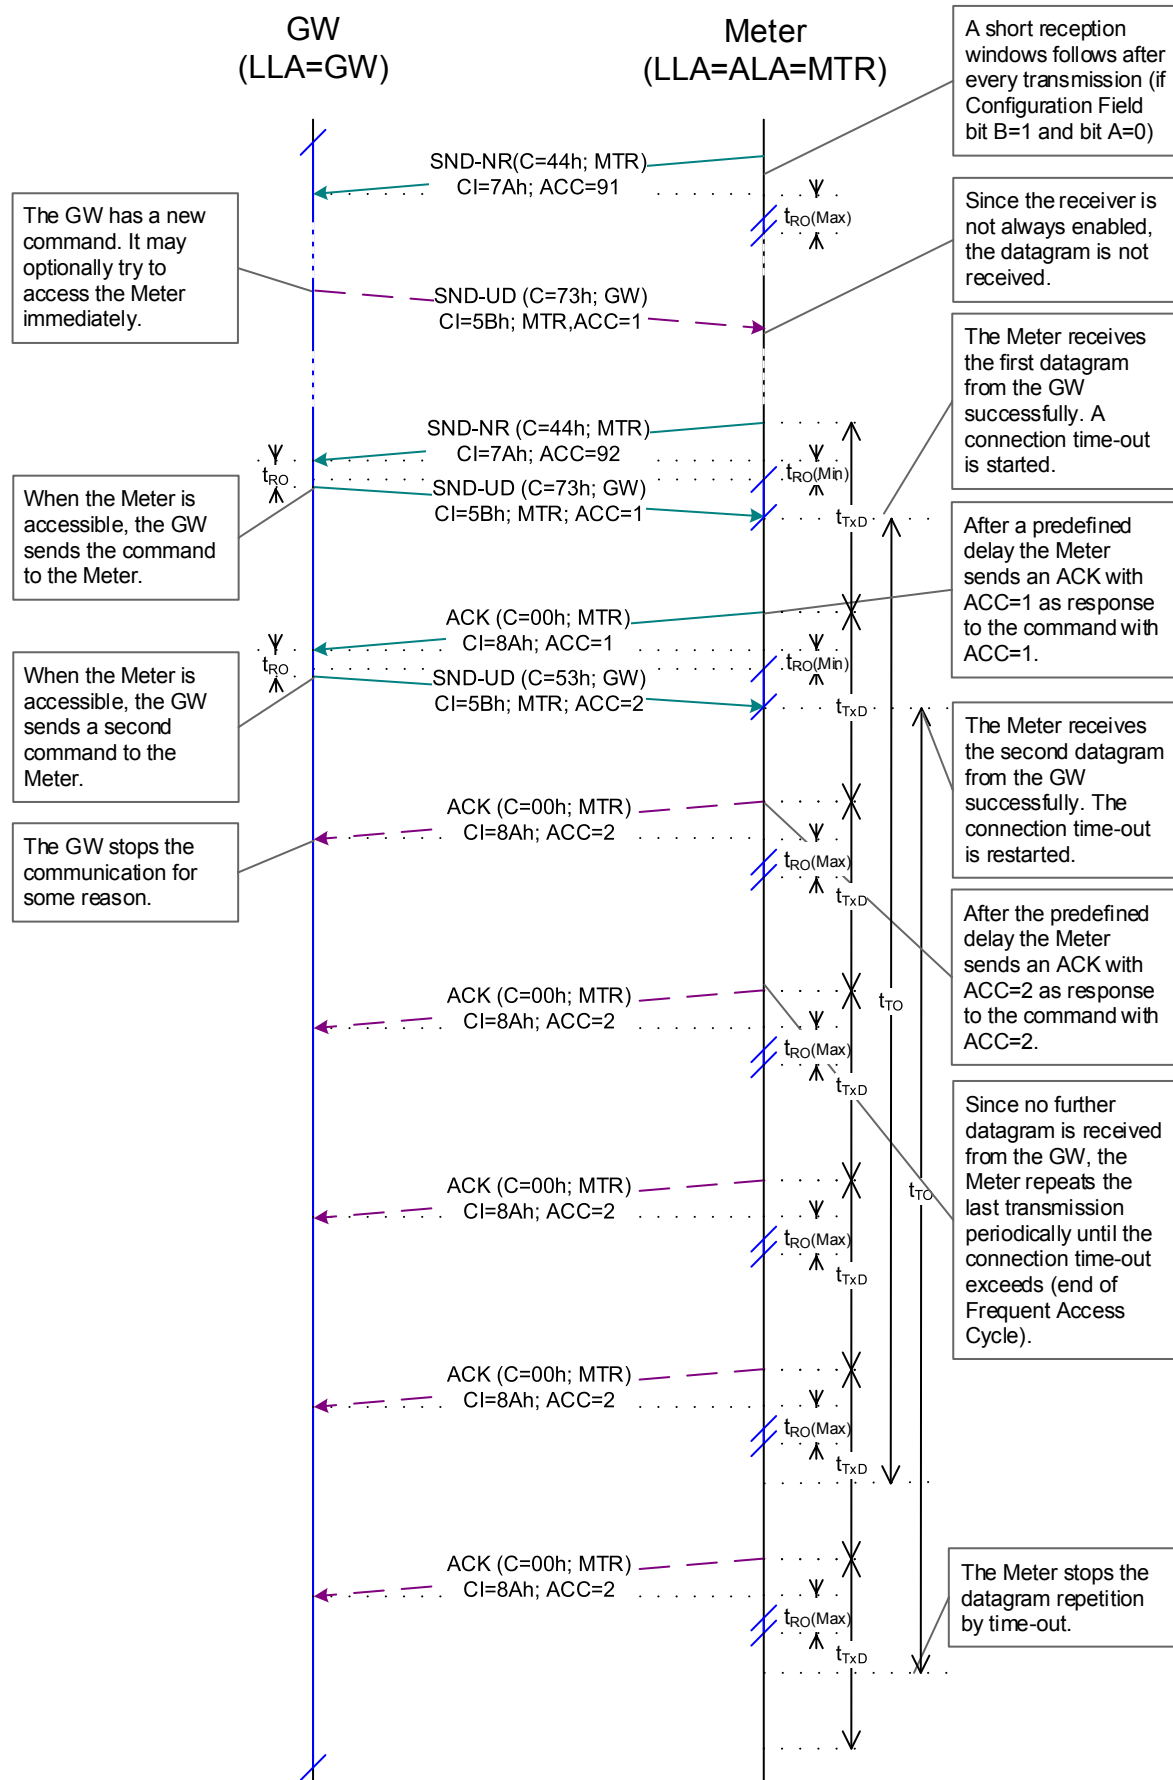 GW
(LLA=GW)
Meter
(LLA=ALA=MTR)
A short reception
windows follows after
every transmission (if
Configuration Field
bit B=1 and bit A=0)
SND-NR(C=44h; MTR)
CI=7Ah; ACC=91
tRO(Max)
The GW has a new
command. It may
optionally try to
access the Meter
immediately.
Since the receiver is
not always enabled,
the datagram is not
received.
SND-UD (C=73h; GW)
CI=5Bh; MTR,ACC=1
The Meter receives
the first datagram
from the GW
successfully. A
connection time-out
is started.
SND-NR (C=44h; MTR)
CI=7Ah; ACC=92
tRO
tRO(Min)
When the Meter is
accessible, the GW
sends the command
to the Meter.
SND-UD (C=73h; GW)
CI=5Bh; MTR; ACC=1
tTxD
After a predefined
delay the Meter
sends an ACK with
ACC=1 as response
to the command with
ACC=1.
ACK (C=00h; MTR)
CI=8Ah; ACC=1
tRO
tRO(Min)
When the Meter is
accessible, the GW
sends a second
command to the
Meter.
SND-UD (C=53h; GW)
CI=5Bh; MTR; ACC=2
tTxD
The Meter receives
the second datagram
from the GW
successfully. The
connection time-out
is restarted.
ACK (C=00h; MTR)
CI=8Ah; ACC=2
The GW stops the
communication for
some reason.
tRO(Max)
tTxD
After the predefined
delay the Meter
sends an ACK with
ACC=2 as response
to the command with
ACC=2.
ACK (C=00h; MTR)
CI=8Ah; ACC=2
tTO
tRO(Max)
tTxD
Since no further
datagram is received
from the GW, the
Meter repeats the
last transmission
periodically until the
connection time-out
exceeds (end of
Frequent Access
Cycle).
ACK (C=00h; MTR)
CI=8Ah; ACC=2
tTO
tRO(Max)
tTxD
ACK (C=00h; MTR)
CI=8Ah; ACC=2
tRO(Max)
tTxD
ACK (C=00h; MTR)
CI=8Ah; ACC=2
tRO(Max)
tTxD
The Meter stops the
datagram repetition
by time-out.